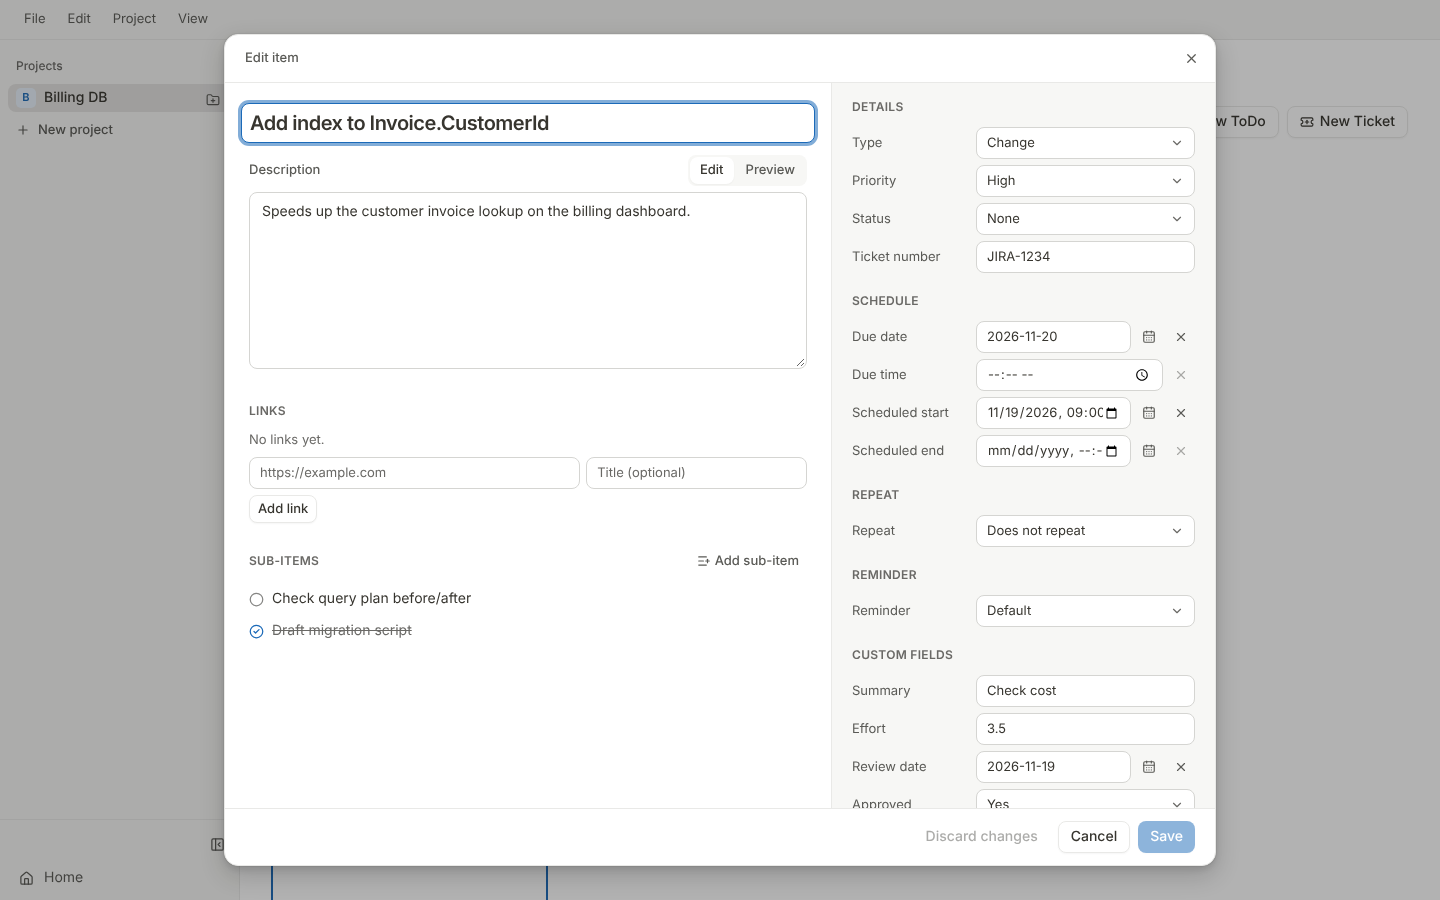 File Edit Project View
Projects
B Billing DB
New project
Home
ToDo
New Ticket
Edit item
Add index to Invoice.CustomerId
Description
Edit Preview
Speeds up the customer invoice lookup on the billing dashboard.
LINKS
No links yet.
https://example.com Title (optional)
Add link
SUB-ITEMS Add sub-item
Check query plan before/after
Draft migration script
DETAILS
Type Change
Priority High
Status None
Ticket number JIRA-1234
SCHEDULE
Due date 2026-11-20
Due time --:-- --
Scheduled start 11/19/2026, 09:00
Scheduled end mm/dd/yyyy, --:-
REPEAT
Repeat Does not repeat
REMINDER
Reminder Default
CUSTOM FIELDS
Summary Check cost
Effort 3.5
Review date 2026-11-19
Approved Yes
Discard changes Cancel Save